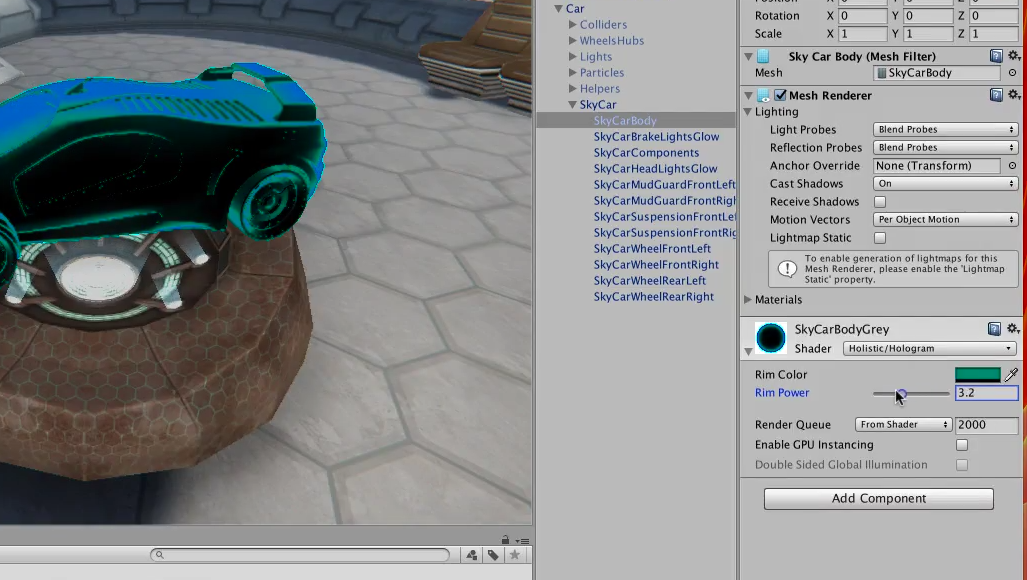 Car
Colliders
WheelsHubs
Lights
Particles
Helpers
SkyCar
SkyCarBody
SkyCarBrakeLightsGlow
SkyCarComponents
SkyCarHeadLightsGlow
SkyCarMudGuardFrontLeft
SkyCarMudGuardFrontRigh
SkyCarSuspensionFrontLe
SkyCarSuspensionFrontRi
SkyCarWheelFrontLeft
SkyCarWheelFrontRight
SkyCarWheelRearLeft
SkyCarWheelRearRight
Rotation X 0 Y 0 Z 0
Scale X 1 Y 1 Z 1
Sky Car Body (Mesh Filter)
Mesh SkyCarBody
Mesh Renderer
Lighting
Light Probes Blend Probes
Reflection Probes Blend Probes
Anchor Override None (Transform)
Cast Shadows On
Receive Shadows
Motion Vectors Per Object Motion
Lightmap Static
To enable generation of lightmaps for this
Mesh Renderer, please enable the 'Lightmap
Static' property.
Materials
SkyCarBodyGrey
Shader Holistic/Hologram
Rim Color
Rim Power 3.2
Render Queue From Shader 2000
Enable GPU Instancing
Double Sided Global Illumination
Add Component